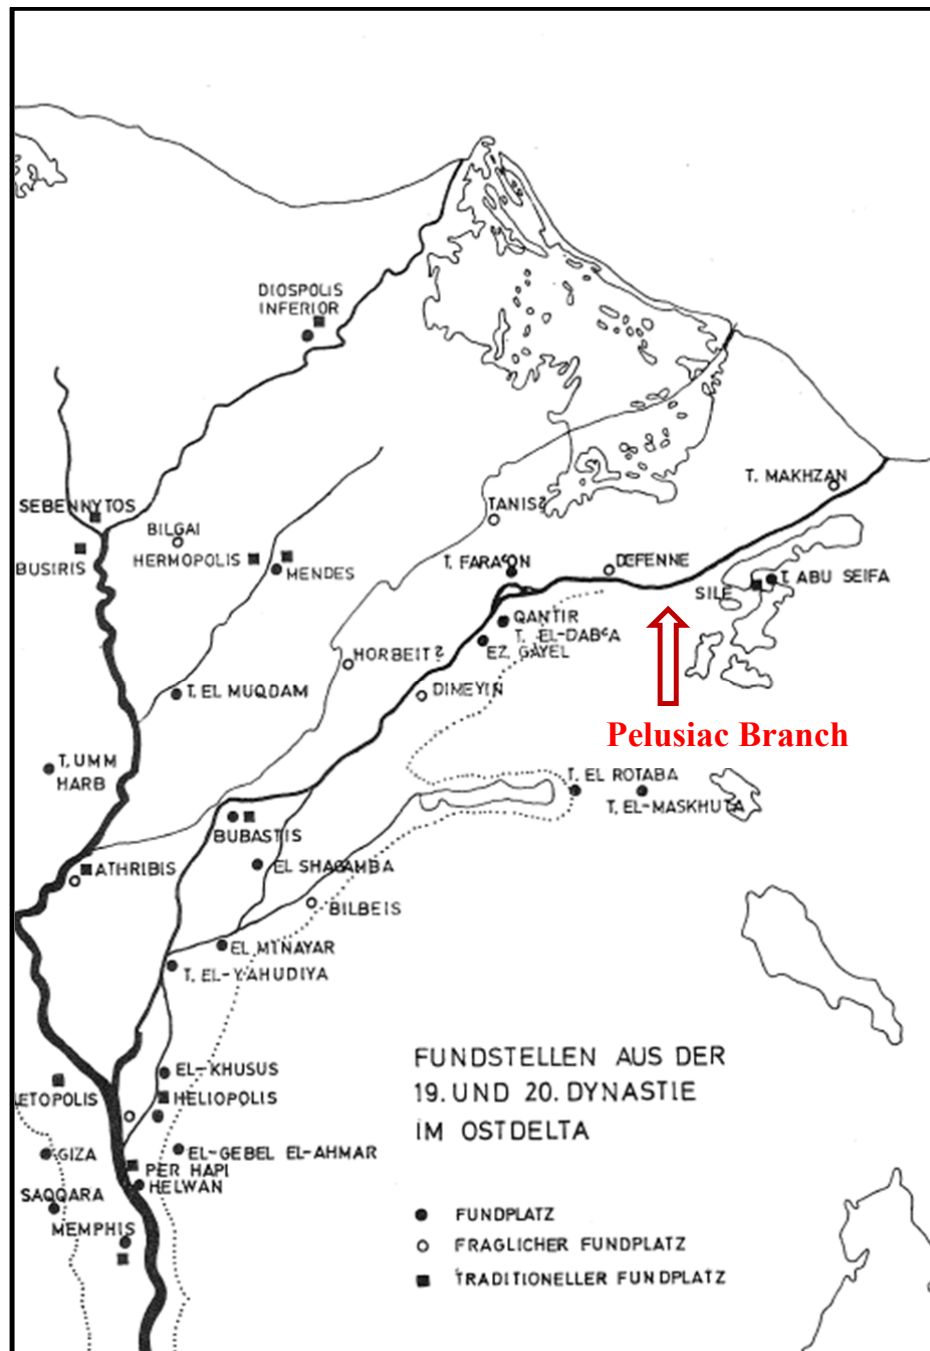 DIOSPOLIS
INFERIOR
SEBENNYTOS
BILGAI
BUSIRIS
HERMOPOLIS
MENDES
TANIS?
T. MAKHZAN
T. FARAʿON
DEFENNE
SILE
T. ABU SEIFA
QANTIR
T. EL-DABʿA
EZ. GAYEL
HORBEIT?
DIMEYIN
T. EL MUQDAM
Pelusiac Branch
T. UMM
HARB
T. EL ROTABA
T. EL-MASKHUTA
BUBASTIS
ATHRIBIS
EL SHAGAMBA
BILBEIS
EL MINAYAR
T. EL-YAHUDIYA
EL-KHUSUS
ETOPOLIS
HELIOPOLIS
GIZA
EL-GEBEL EL-AHMAR
PER HAPI
HELWAN
SAQQARA
MEMPHIS
FUNDSTELLEN AUS DER
19. UND 20. DYNASTIE
IM OSTDELTA
FUNDPLATZ
FRAGLICHER FUNDPLATZ
TRADITIONELLER FUNDPLATZ